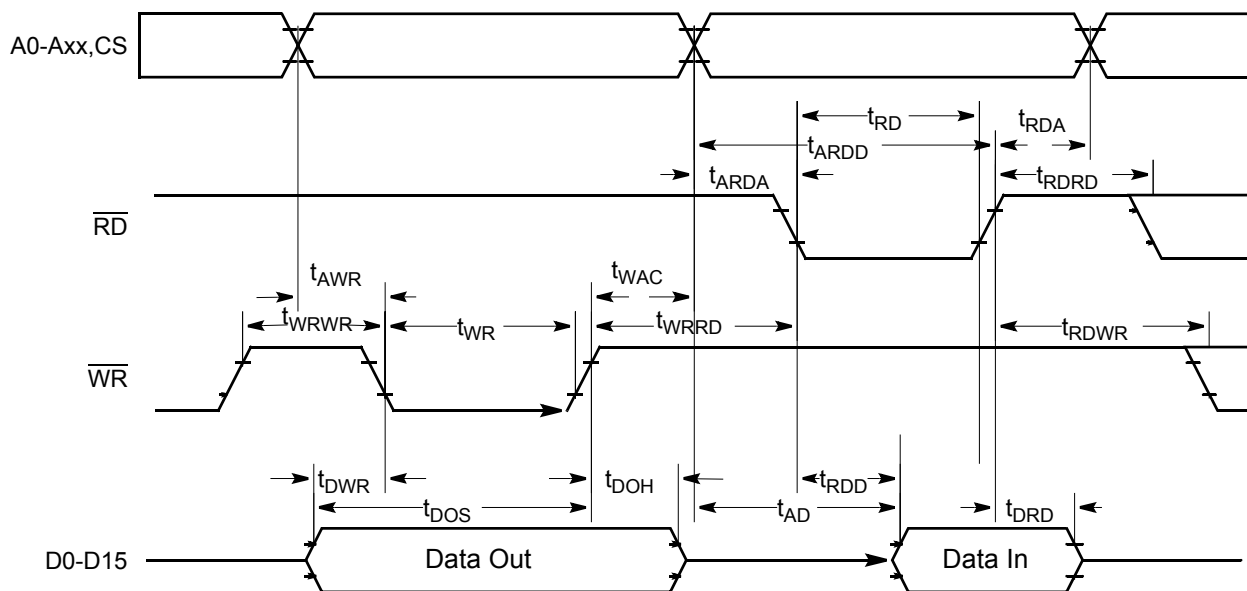 A0-Axx,CS
tRD
tRDA
tARDD
tARDA
tRDRD
RD
tAWR
tWAC
tWRWR
tWR
tWRRD
tRDWR
WR
tDWR
tDOH
tRDD
tDOS
tAD
tDRD
D0-D15
Data Out
Data In